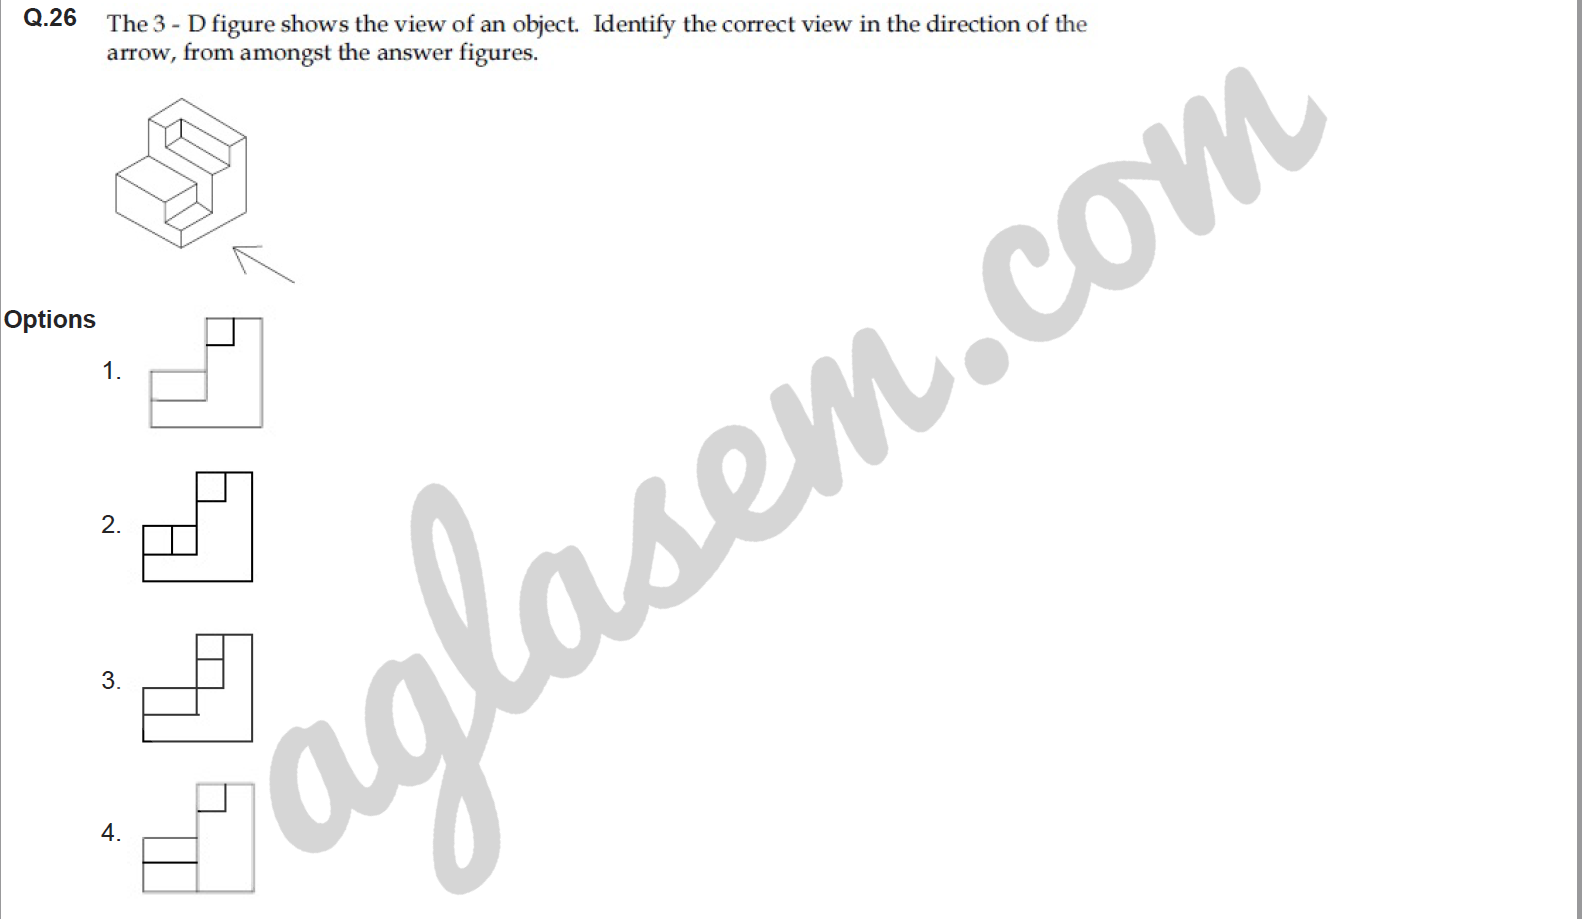 Q.26 The 3 - D figure shows the view of an object. Identify the correct view in the direction of the
arrow, from amongst the answer figures.
Options
1.
2.
3.
4.
aglasem.com